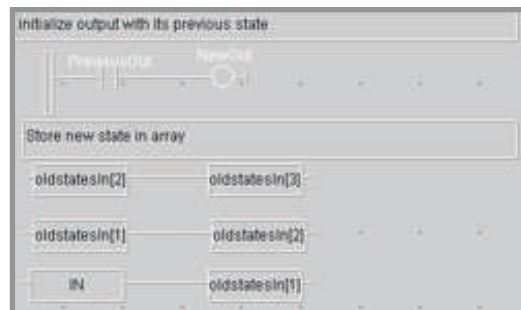 Initialize output with its previous state
PreviousOut NewOut
Store new state in array
oldstatesIn[2] oldstatesIn[3]
oldstatesIn[1] oldstatesIn[2]
IN oldstatesIn[1]